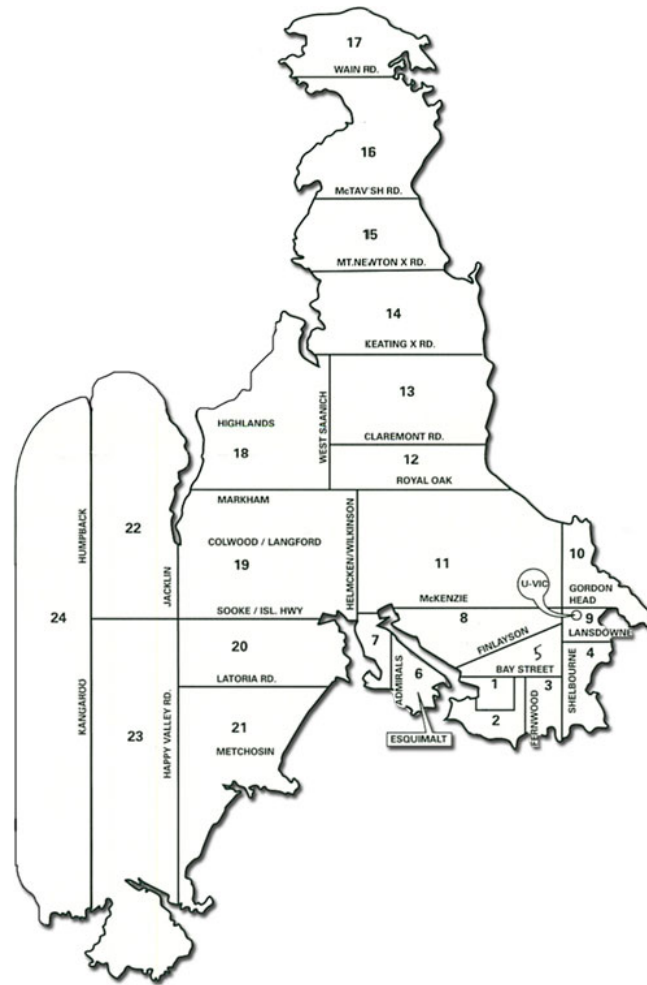 17
WAIN RD.
16
McTAV SH RD.
15
MT.NEWTON X RD.
14
KEATING X RD.
13
HIGHLANDS
WEST SAANICH
CLAREMONT RD.
18
12
ROYAL OAK
MARKHAM
22
HUMPBACK
COLWOOD / LANGFORD
HELMCKEN/WILKINSON
10
19
11
JACKLIN
U-VIC
GORDON
HEAD
24
SOOKE / ISL. HWY
McKENZIE
8
9
LANSDOWNE
FINLAYSON
7
5
4
20
BAY STREET
SHELBOURNE
LATORIA RD.
ADMIRALS
6
1
3
KANGAROO
HAPPY VALLEY RD.
23
21
2
FERNWOOD
METCHOSIN
ESQUIMALT